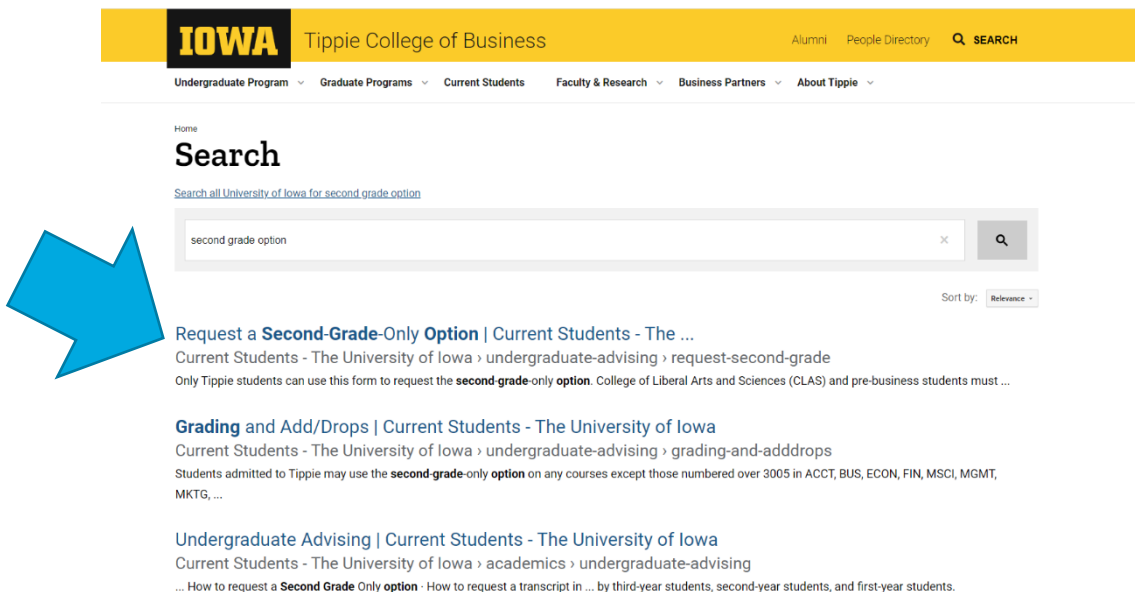 IOWA Tippie College of Business Alumni People Directory SEARCH
Undergraduate Program Graduate Programs Current Students Faculty & Research Business Partners About Tippie
Home
Search
Search all University of Iowa for second grade option
second grade option ×
Sort by: Relevance
Request a Second-Grade-Only Option | Current Students - The ...
Current Students - The University of Iowa › undergraduate-advising › request-second-grade
Only Tippie students can use this form to request the second-grade-only option. College of Liberal Arts and Sciences (CLAS) and pre-business students must ...
Grading and Add/Drops | Current Students - The University of Iowa
Current Students - The University of Iowa › undergraduate-advising › grading-and-adddrops
Students admitted to Tippie may use the second-grade-only option on any courses except those numbered over 3005 in ACCT, BUS, ECON, FIN, MSCI, MGMT,
MKTG, ...
Undergraduate Advising | Current Students - The University of Iowa
Current Students - The University of Iowa › academics › undergraduate-advising
... How to request a Second Grade Only option · How to request a transcript in ... by third-year students, second-year students, and first-year students.